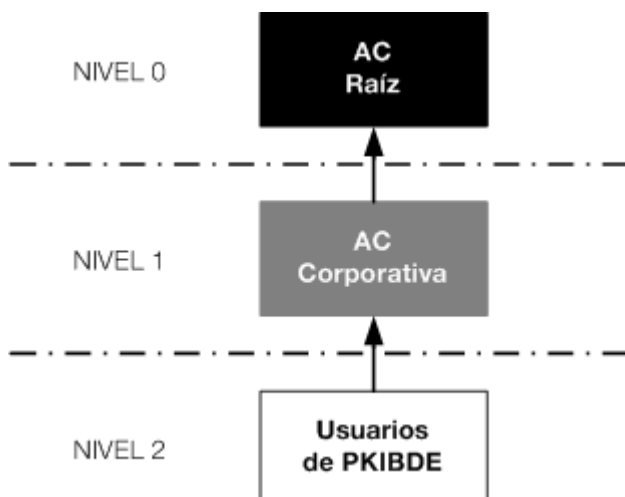 NIVEL 0
AC
Raíz
NIVEL 1
AC
Corporativa
NIVEL 2
Usuarios
de PKIBDE